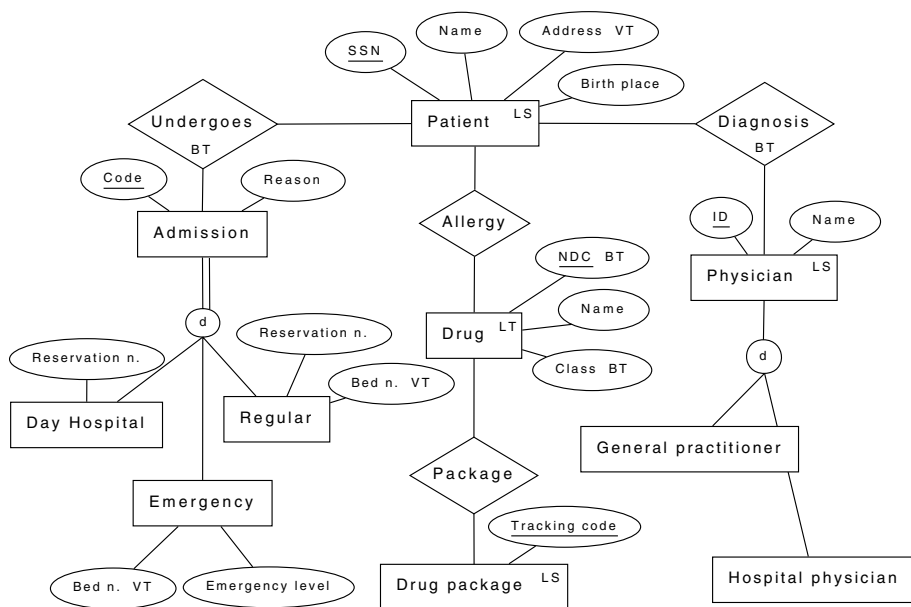 Name
Address VT
SSN
Birth place
Patient LS
Undergoes
BT
Diagnosis
BT
Code
Reason
Admission
Allergy
ID
Name
Physician LS
NDC BT
Name
Drug LT
Class BT
d
Reservation n.
Reservation n.
Bed n. VT
Day Hospital
Regular
d
General practitioner
Package
Emergency
Tracking code
Bed n. VT
Emergency level
Drug package LS
Hospital physician